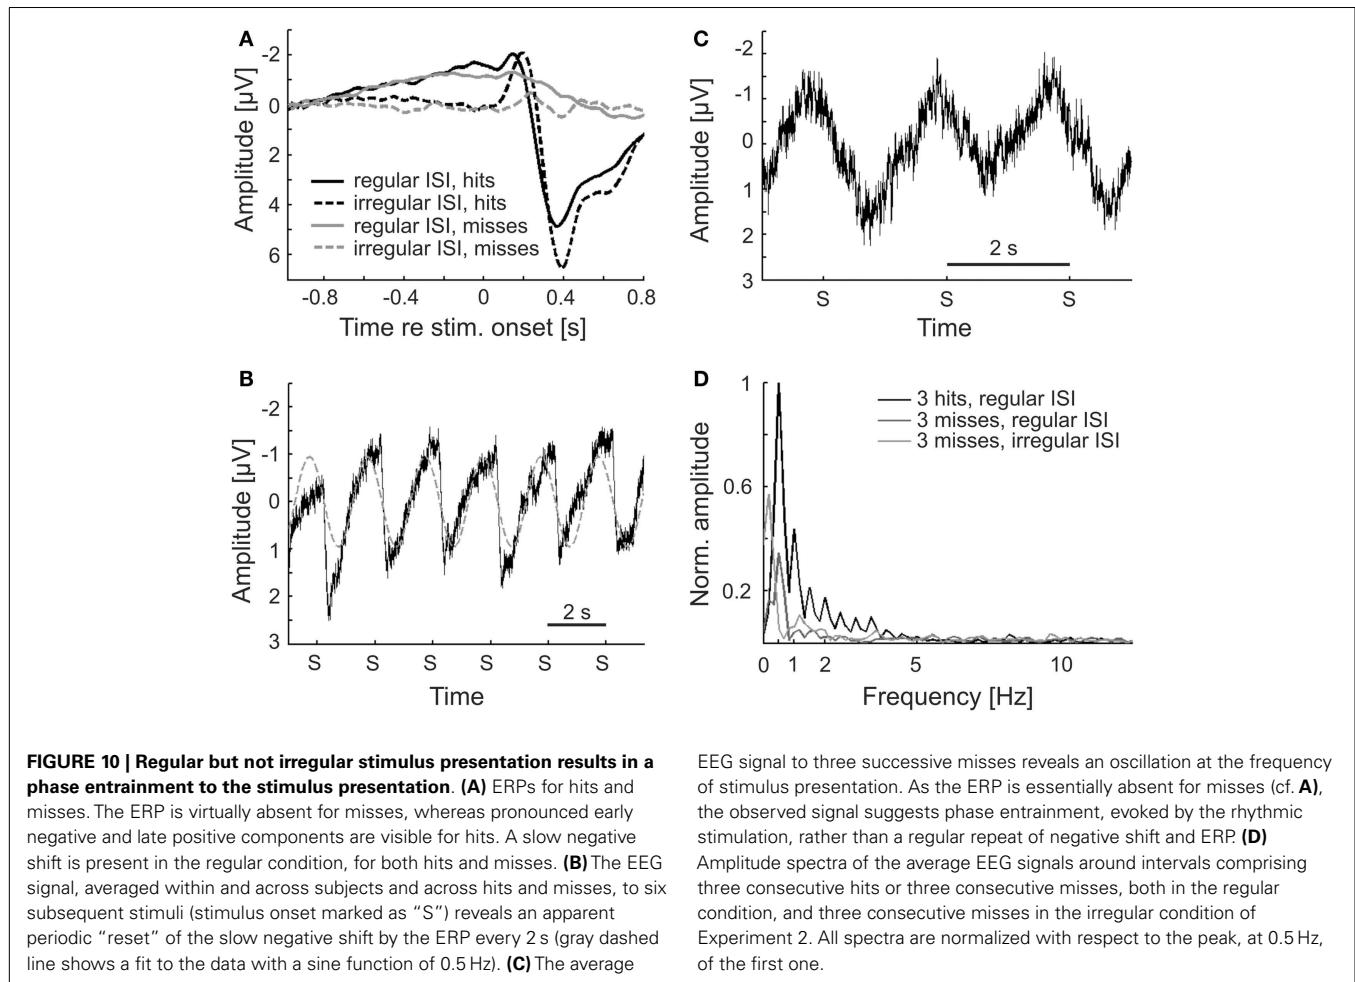 A
-2
0
2
4
6
Amplitude [µV]
regular ISI, hits
irregular ISI, hits
regular ISI, misses
irregular ISI, misses
-0.8
-0.4
0
0.4
0.8
Time re stim. onset [s]
C
-2
-1
0
1
2
3
Amplitude [µV]
2 s
S
S
S
Time
B
-2
-1
0
1
2
3
Amplitude [µV]
2 s
S
S
S
S
S
S
Time
D
1
0.6
0.2
Norm. amplitude
3 hits, regular ISI
3 misses, regular ISI
3 misses, irregular ISI
0
1
2
5
10
Frequency [Hz]
FIGURE 10 | Regular but not irregular stimulus presentation results in a
phase entrainment to the stimulus presentation. (A) ERPs for hits and
misses. The ERP is virtually absent for misses, whereas pronounced early
negative and late positive components are visible for hits. A slow negative
shift is present in the regular condition, for both hits and misses. (B) The EEG
signal, averaged within and across subjects and across hits and misses, to six
subsequent stimuli (stimulus onset marked as “S”) reveals an apparent
periodic “reset” of the slow negative shift by the ERP every 2 s (gray dashed
line shows a fit to the data with a sine function of 0.5 Hz). (C) The average
EEG signal to three successive misses reveals an oscillation at the frequency
of stimulus presentation. As the ERP is essentially absent for misses (cf. A),
the observed signal suggests phase entrainment, evoked by the rhythmic
stimulation, rather than a regular repeat of negative shift and ERP. (D)
Amplitude spectra of the average EEG signals around intervals comprising
three consecutive hits or three consecutive misses, both in the regular
condition, and three consecutive misses in the irregular condition of
Experiment 2. All spectra are normalized with respect to the peak, at 0.5 Hz,
of the first one.